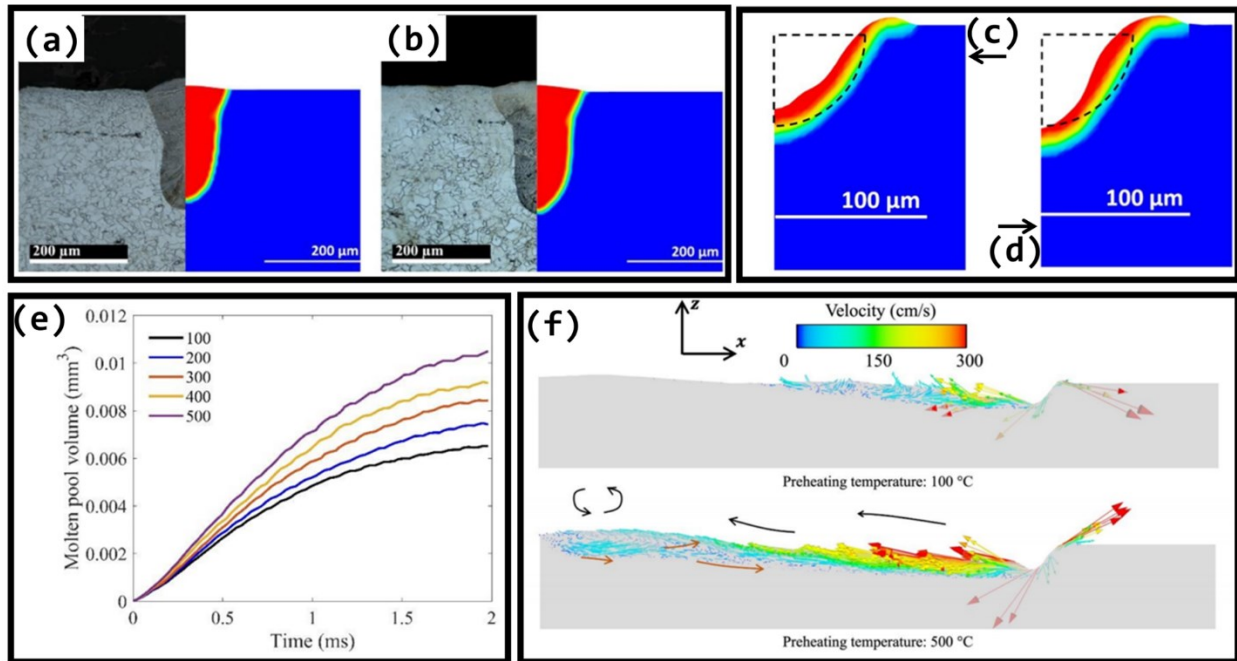 (a)
200 µm
200 µm
(b)
200 µm
200 µm
(c)
100 µm
100 µm
(d)
(e)
Molten pool volume (mm³)
0.012
0.01
0.008
0.006
0.004
0.002
0
100
200
300
400
500
0
0.5
1
1.5
2
Time (ms)
(f)
z
x
Velocity (cm/s)
0
150
300
Preheating temperature: 100 °C
Preheating temperature: 500 °C